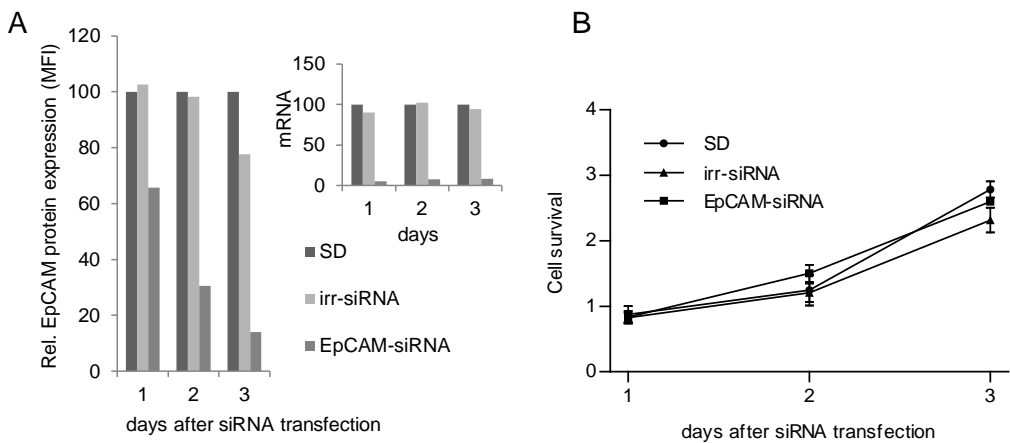 A
Rel. EpCAM protein expression (MFI)
120
100
80
60
40
20
0
1 2 3
days after siRNA transfection
mRNA
150
100
50
0
1 2 3
days
SD
irr-siRNA
EpCAM-siRNA
B
Cell survival
4
3
2
1
0
SD
irr-siRNA
EpCAM-siRNA
1 2 3
days after siRNA transfection